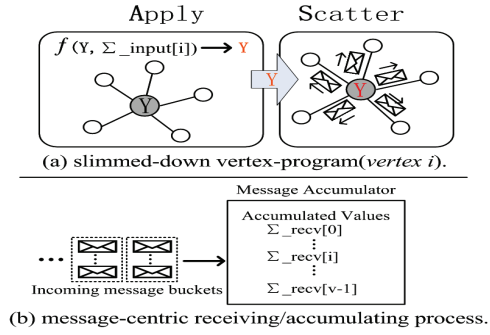 Apply Scatter
f (Y, Σ_input[i]) Y
Y Y Y
(a) slimmed-down vertex-program(vertex i).
Message Accumulator
Accumulated Values
Σ_recv[0]
⋮
Σ_recv[i]
⋮
Σ_recv[v-1]
Incoming message buckets
(b) message-centric receiving/accumulating process.